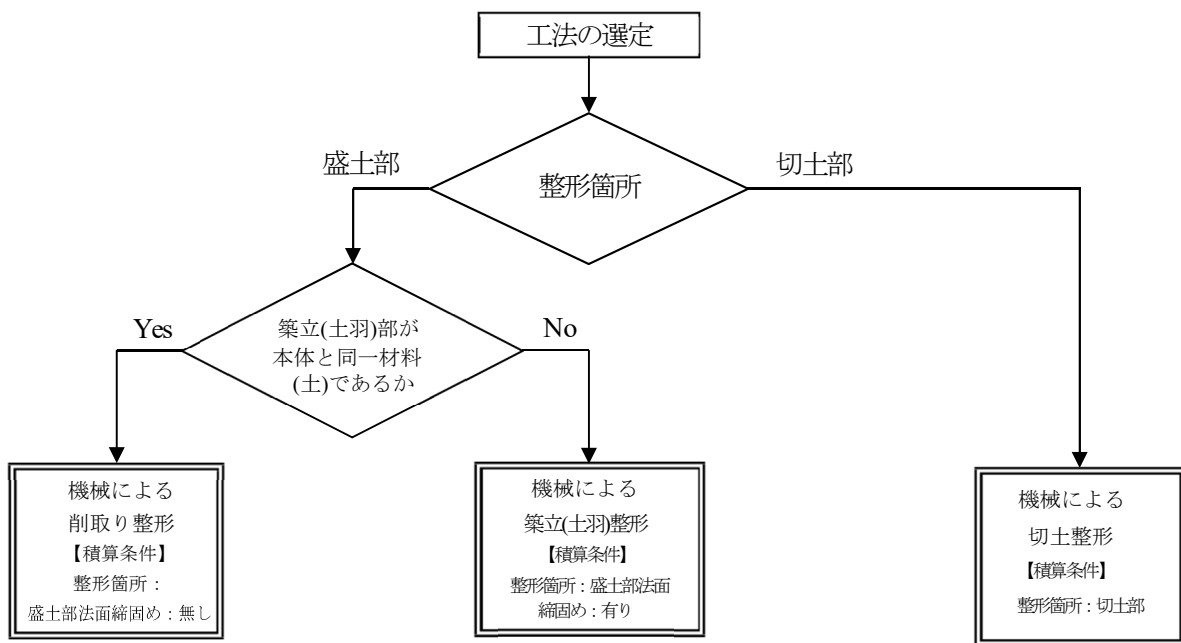 工法の選定
盛土部
整形箇所
切土部
Yes
築立(土羽)部が
本体と同一材料
(土)であるか
No
機械による
削取り整形
【積算条件】
整形箇所：
盛土部法面締固め：無し
機械による
築立(土羽)整形
【積算条件】
整形箇所：盛土部法面
締固め：有り
機械による
切土整形
【積算条件】
整形箇所：切土部